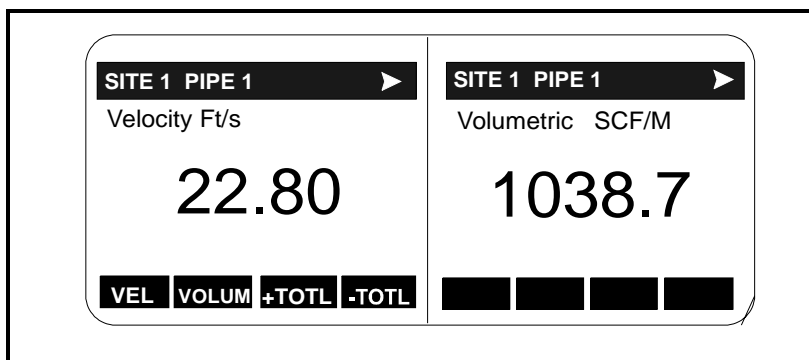 SITE 1 PIPE 1
Velocity Ft/s
22.80
VEL VOLUM +TOTL -TOTL
SITE 1 PIPE 1
Volumetric SCF/M
1038.7